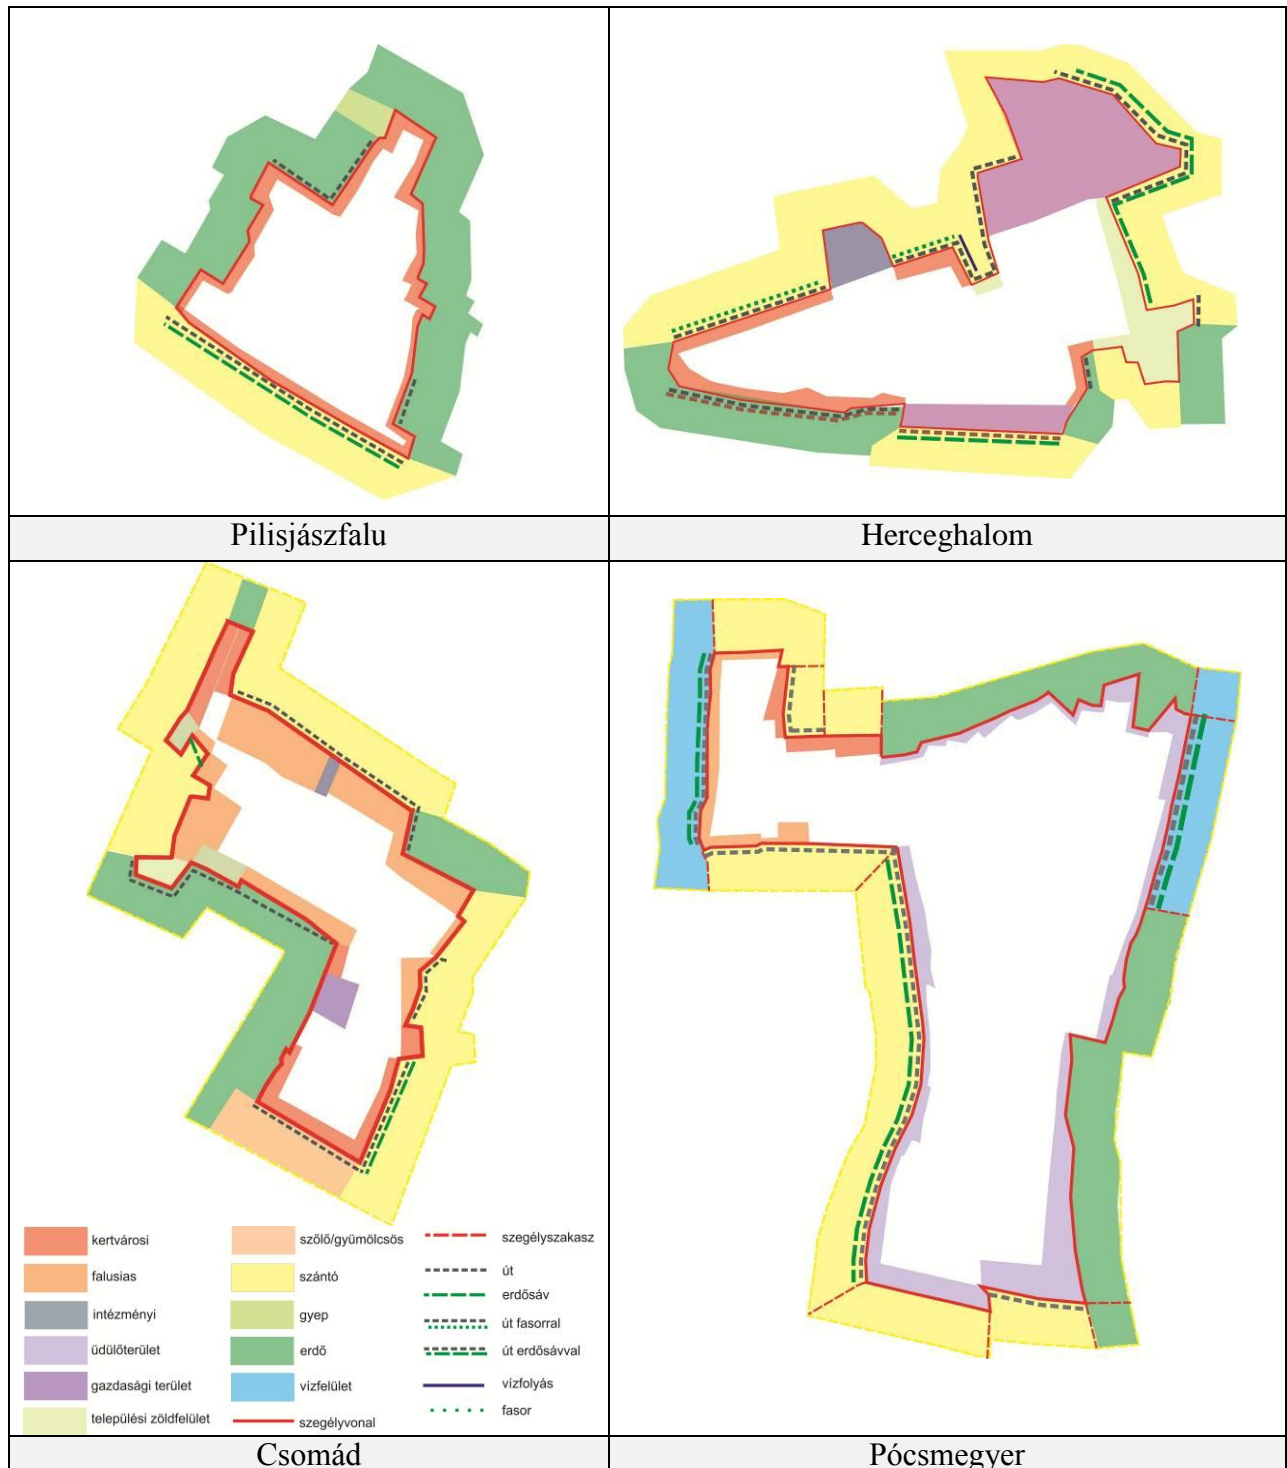 Pilisjászfalu
Herceghalom
kertvárosi
falusias
intézményi
üdülőterület
gazdasági terület
települési zöldfelület
szőlő/gyümölcsös
szántó
gyep
erdő
vízfelület
szegélyvonal
szegélyszakasz
út
erdősáv
út fasorral
út erdősávval
vízfolyás
fasor
Csomád
Pócsmegyer